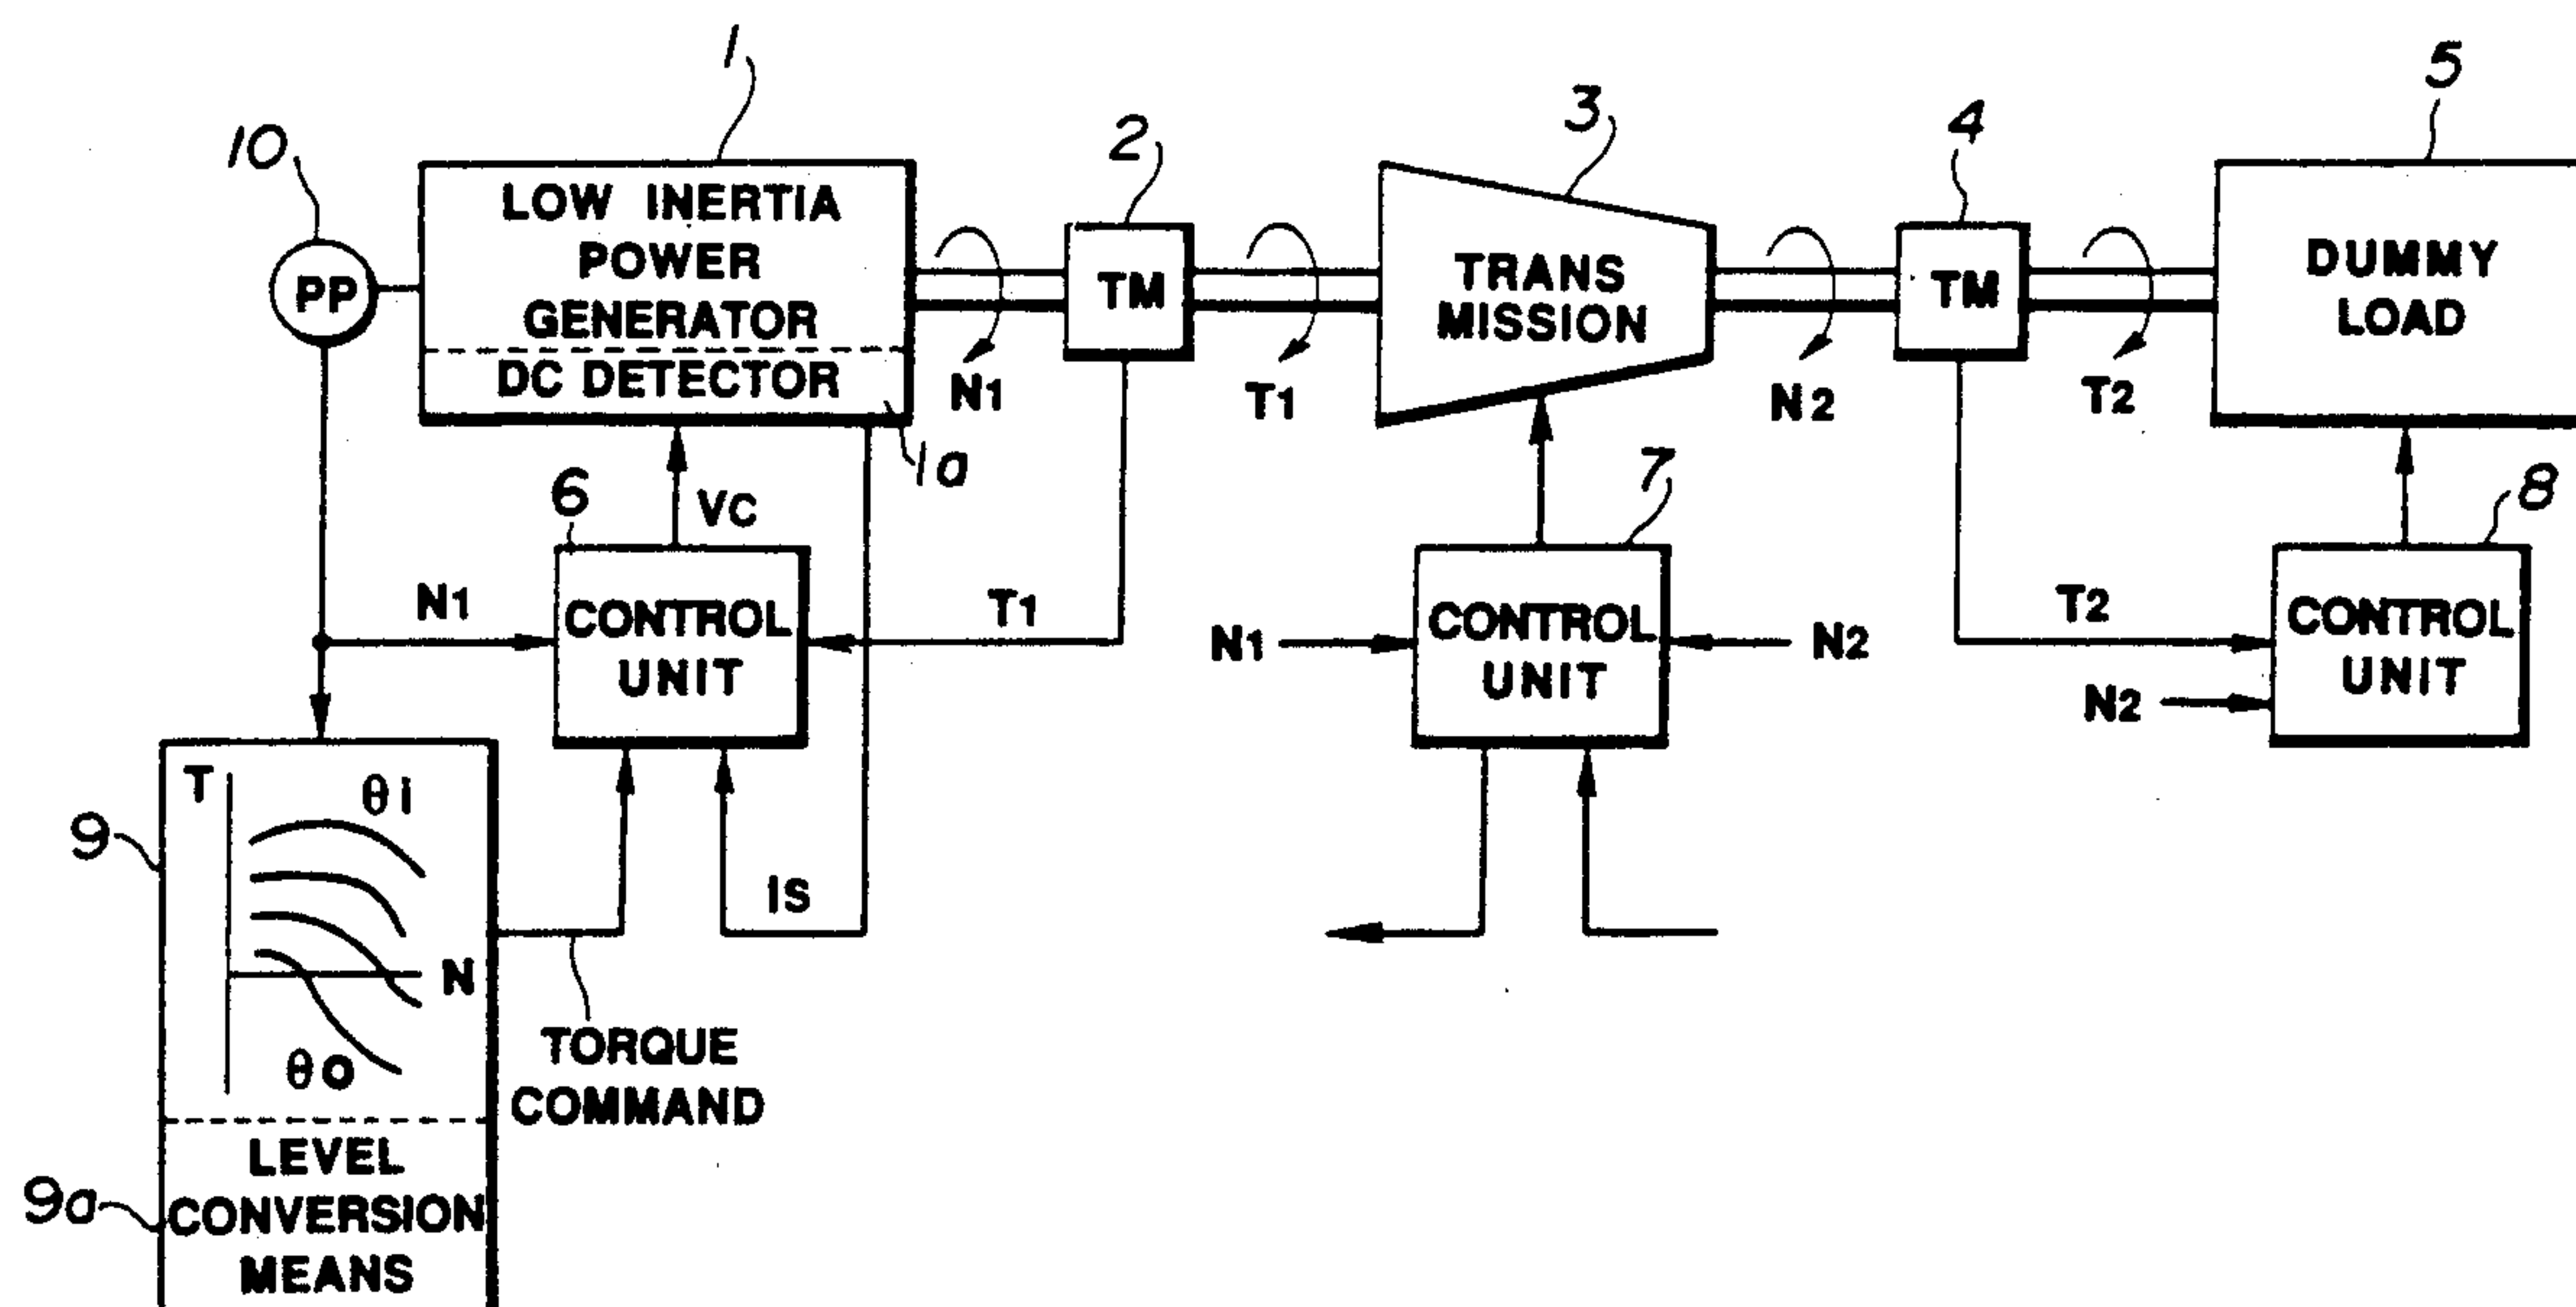 1
10
2
3
4
5
LOW INERTIA
POWER
GENERATOR
DC DETECTOR
PP
TM
TRANS
MISSION
TM
DUMMY
LOAD
N1
T1
N2
T2
1a
6
VC
7
8
N1
CONTROL
UNIT
T1
N1
CONTROL
UNIT
N2
T2
N2
CONTROL
UNIT
9
T
θi
N
θo
IS
TORQUE
COMMAND
9a
LEVEL
CONVERSION
MEANS